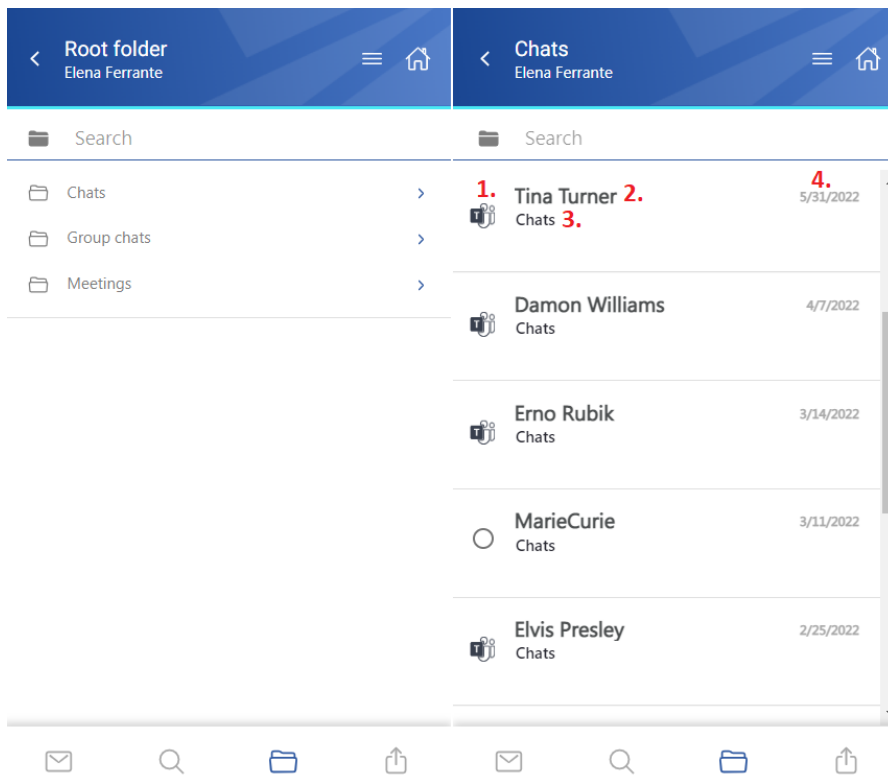 Root folder
Elena Ferrante
Search
Chats
Group chats
Meetings
Chats
Elena Ferrante
Search
1. Tina Turner 2. 4. 5/31/2022
T Chats 3.
Damon Williams 4/7/2022
T Chats
Erno Rubik 3/14/2022
T Chats
MarieCurie 3/11/2022
Chats
Elvis Presley 2/25/2022
T Chats